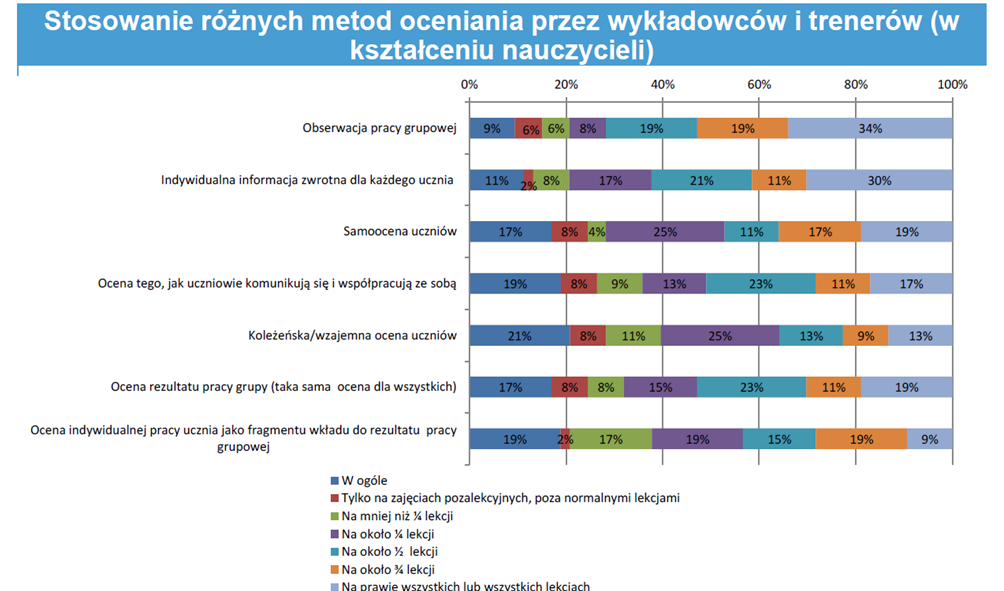 Stosowanie różnych metod oceniania przez wykładowców i trenerów (w
kształceniu nauczycieli)
0% 20% 40% 60% 80% 100%
Obserwacja pracy grupowej 9% 6% 6% 8% 19% 19% 34%
Indywidualna informacja zwrotna dla każdego ucznia 11% 2% 8% 17% 21% 11% 30%
Samoocena uczniów 17% 8% 4% 25% 11% 17% 19%
Ocena tego, jak uczniowie komunikują się i współpracują ze sobą 19% 8% 9% 13% 23% 11% 17%
Koleżeńska/wzajemna ocena uczniów 21% 8% 11% 25% 13% 9% 13%
Ocena rezultatu pracy grupy (taka sama ocena dla wszystkich) 17% 8% 8% 15% 23% 11% 19%
Ocena indywidualnej pracy ucznia jako fragmentu wkładu do rezultatu pracy
grupowej 19% 2% 17% 19% 15% 19% 9%
W ogóle
Tylko na zajęciach pozalekcyjnych, poza normalnymi lekcjami
Na mniej niż ¼ lekcji
Na około ¼ lekcji
Na około ½ lekcji
Na około ¾ lekcji
Na prawie wszystkich lub wszystkich lekcjach